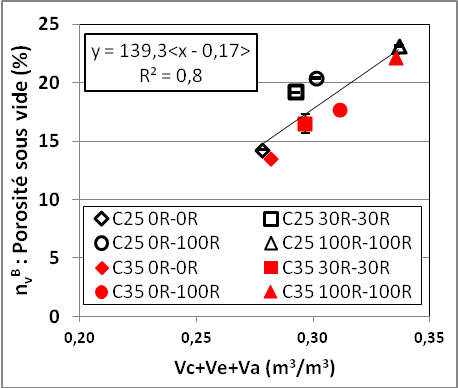 25
20
15
10
5
0
n_v^B : Porosité sous vide (%)
y = 139,3<x - 0,17>
R² = 0,8
C25 0R-0R C25 30R-30R
C25 0R-100R C25 100R-100R
C35 0R-0R C35 30R-30R
C35 0R-100R C35 100R-100R
0,20 0,25 0,30 0,35
Vc+Ve+Va (m³/m³)